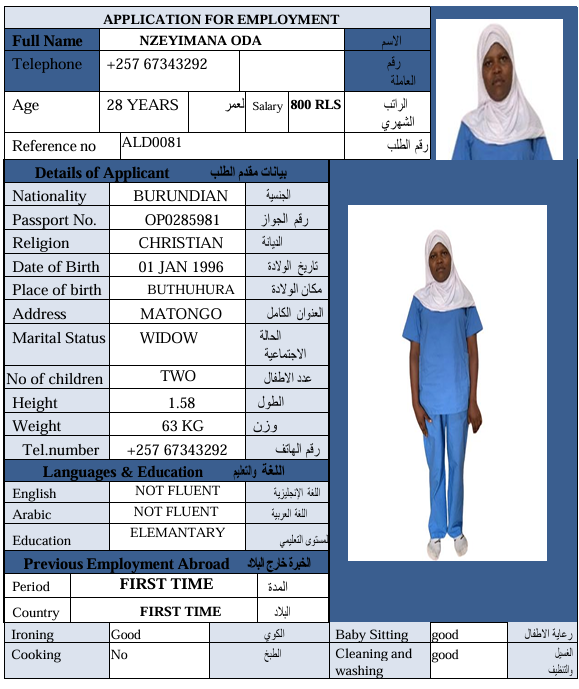 APPLICATION FOR EMPLOYMENT
Full Name NZEYIMANA ODA الاسم
Telephone +257 67343292 رقم
العاملة
Age 28 YEARS لعمر Salary 800 RLS الراتب
الشهري
Reference no ALD0081 رقم الطلب
Details of Applicant بيانات مقدم الطلب
Nationality BURUNDIAN الجنسية
Passport No. OP0285981 رقم الجواز
Religion CHRISTIAN الديانة
Date of Birth 01 JAN 1996 تاريخ الولادة
Place of birth BUTHUHURA مكان الولادة
Address MATONGO العنوان الكامل
Marital Status WIDOW الحالة
الاجتماعية
No of children TWO عدد الاطفال
Height 1.58 الطول
Weight 63 KG وزن
Tel.number +257 67343292 رقم الهاتف
Languages & Education اللغة والتعليم
English NOT FLUENT اللغة الإنجليزية
Arabic NOT FLUENT اللغة العربية
Education ELEMANTARY لمستوى التعليمي
Previous Employment Abroad الخبرة خارج البلاد
Period FIRST TIME المدة
Country FIRST TIME البلاد
Ironing Good الكوي Baby Sitting good رعاية الاطفال
Cooking No الطبخ Cleaning and good الغسيل
washing والتنظيف